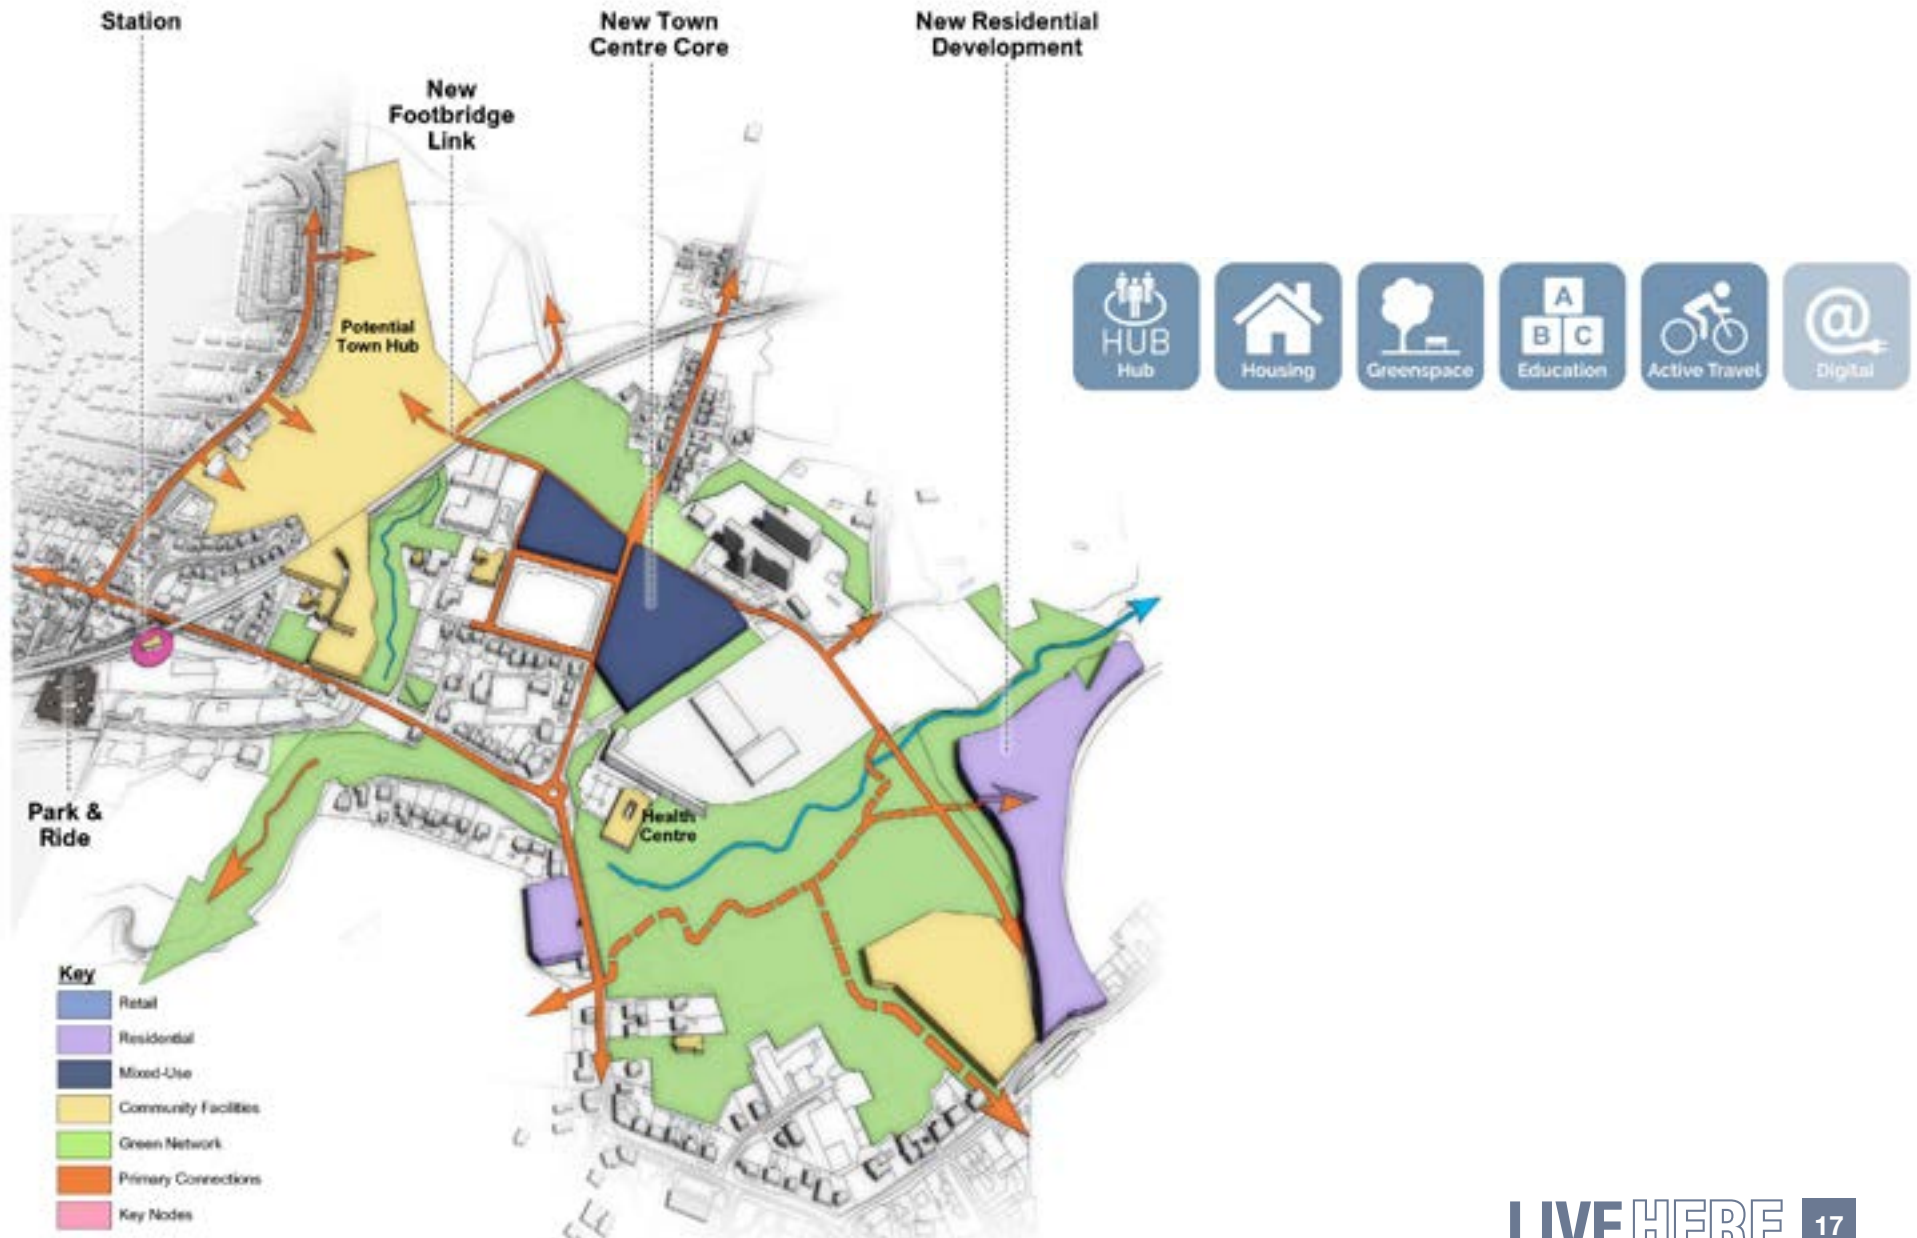 Station
New Town
Centre Core
New Residential
Development
New
Footbridge
Link
Potential
Town Hub
HUB
Hub
Housing
Greenspace
A
B C
Education
Active Travel
@
Digital
Park &
Ride
Health
Centre
Key
Retail
Residential
Mixed-Use
Community Facilities
Green Network
Primary Connections
Key Nodes
LIVE HERE 17